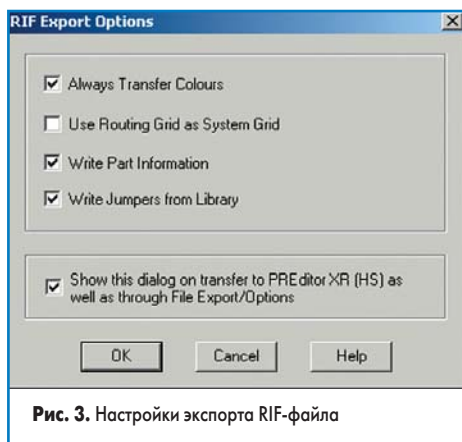 RIF Export Options
Always Transfer Colours
Use Routing Grid as System Grid
Write Part Information
Write Jumpers from Library
Show this dialog on transfer to PREditor XR (HS) as
well as through File Export/Options
OK
Cancel
Help
Рис. 3. Настройки экспорта RIF-файла